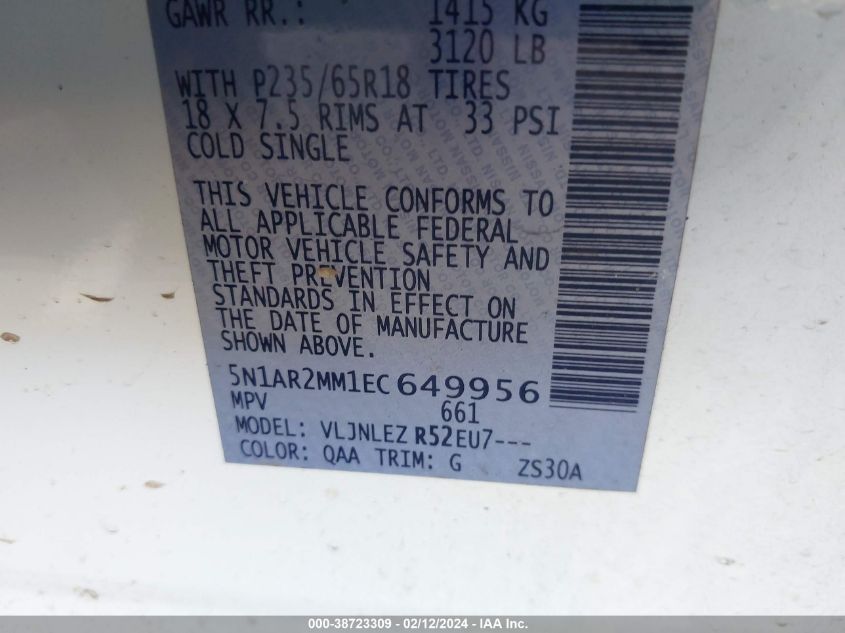 GAWR RR.: 1415 KG
3120 LB
WITH P235/65R18 TIRES
18 X 7.5 RIMS AT 33 PSI
COLD SINGLE
THIS VEHICLE CONFORMS TO
ALL APPLICABLE FEDERAL
MOTOR VEHICLE SAFETY AND
THEFT PREVENTION
STANDARDS IN EFFECT ON
THE DATE OF MANUFACTURE
SHOWN ABOVE.
5N1AR2MM1EC649956
MPV 661
MODEL: VLJNLEZ R52EU7---
COLOR: QAA TRIM: G ZS30A
000-38723309 - 02/12/2024 - IAA Inc.